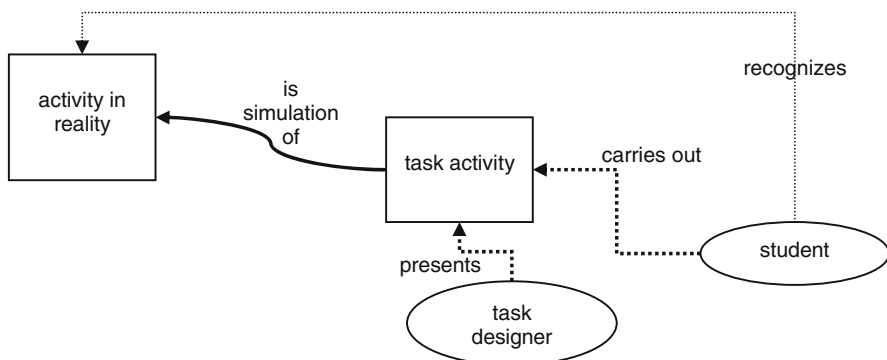 recognizes
activity in
reality
is
simulation
of
task activity
carries out
student
presents
task
designer